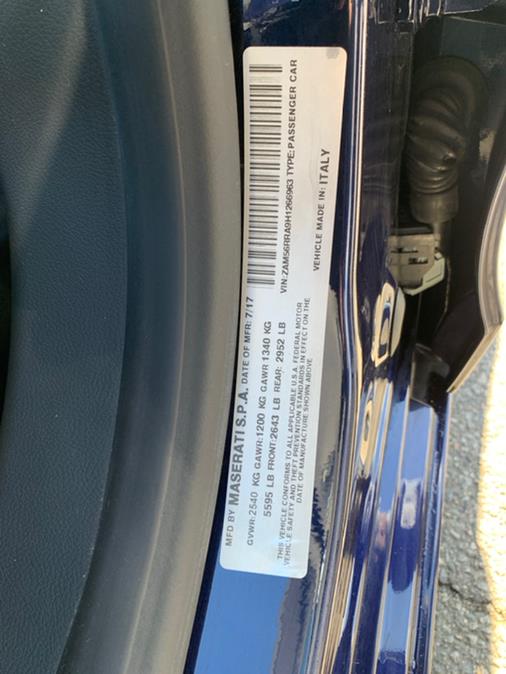 MFD BY MASERATI S.P.A. DATE OF MFR: 7/17
GVWR:2540 KG GAWR:1200 KG GAWR 1340 KG
5595 LB FRONT:2643 LB REAR: 2952 LB
THIS VEHICLE CONFORMS TO ALL APPLICABLE U.S.A. FEDERAL MOTOR
VEHICLE SAFETY AND THEFT PREVENTION STANDARDS IN EFFECT ON THE
DATE OF MANUFACTURE SHOWN ABOVE
VIN:ZAM56RRA9H1266963 TYPE:PASSENGER CAR
VEHICLE MADE IN: ITALY